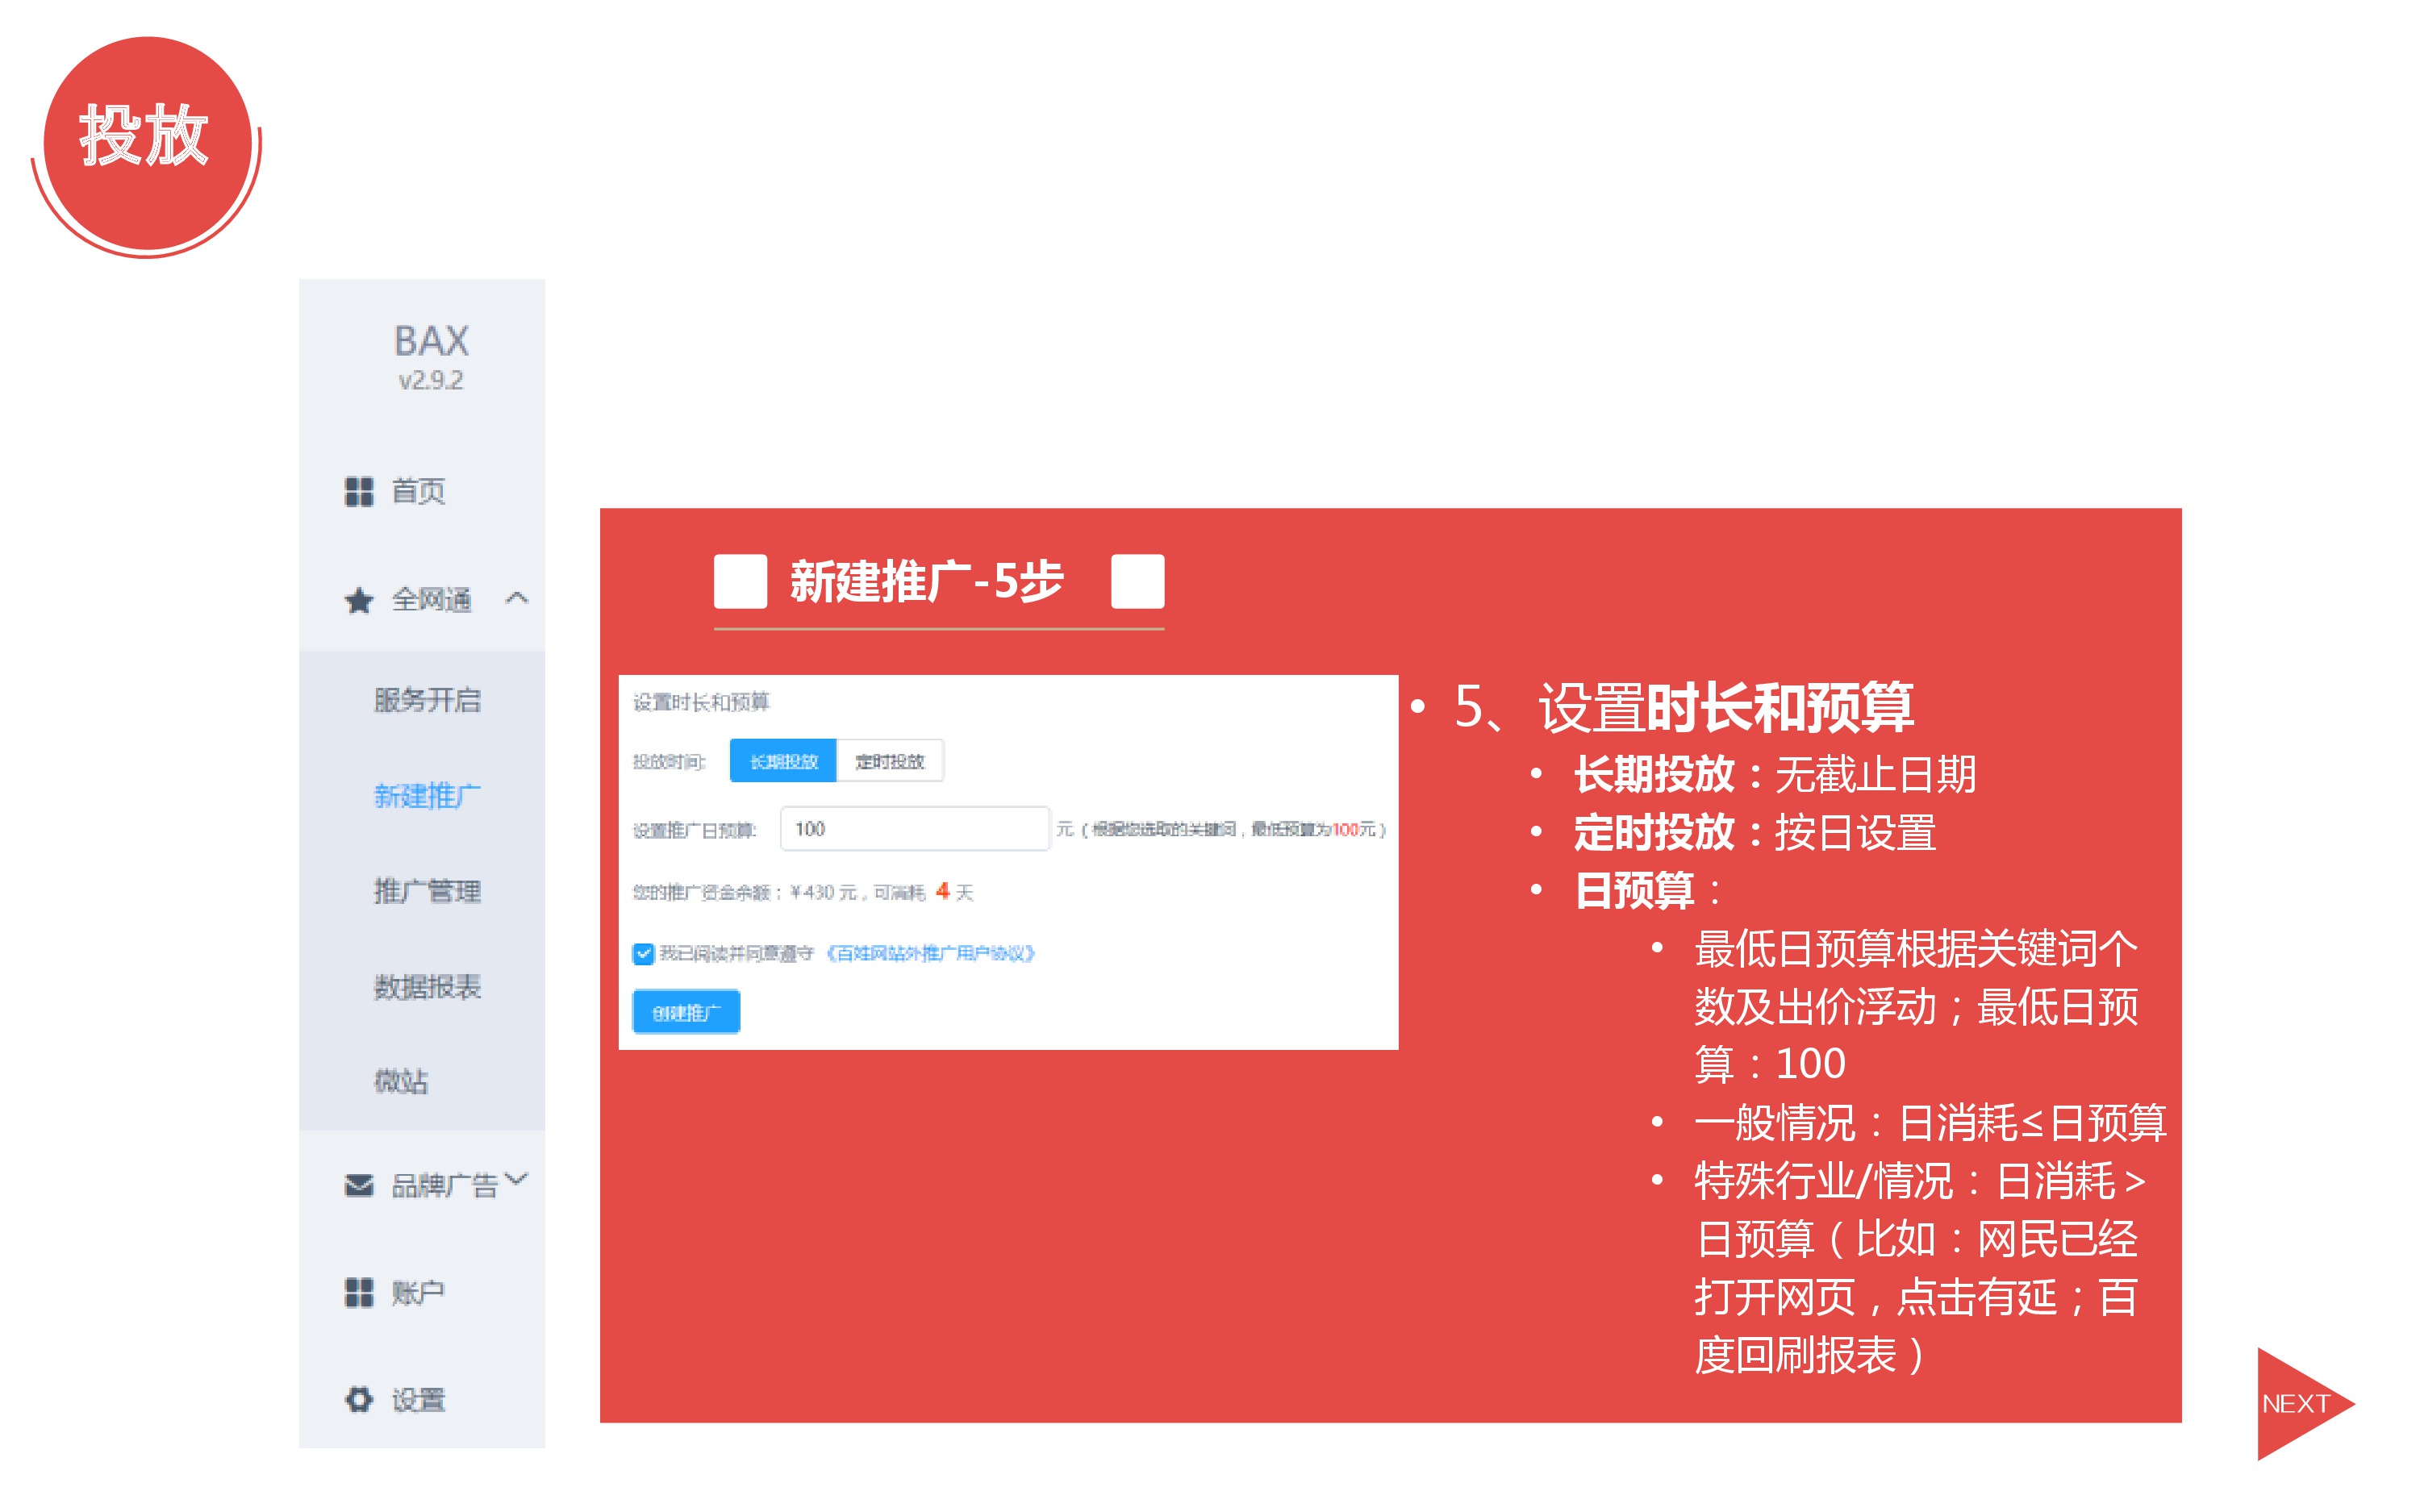 投放
BAX
v2.9.2
首页
全网通
服务开启
新建推广
推广管理
数据报表
微站
品牌广告
账户
设置
新建推广-5步
设置时长和预算
投放时间: 长期投放 定时投放
设置推广日预算: 100 元（根据您选取的关键词，最低预算为100元）
您的推广资金余额：¥430 元，可消耗 4 天
我已阅读并同意遵守《百姓网站外推广用户协议》
创建推广
• 5、设置时长和预算
• 长期投放：无截止日期
• 定时投放：按日设置
• 日预算：
• 最低日预算根据关键词个
数及出价浮动；最低日预
算：100
• 一般情况：日消耗≤日预算
• 特殊行业/情况：日消耗＞
日预算（比如：网民已经
打开网页，点击有延；百
度回刷报表）
NEXT